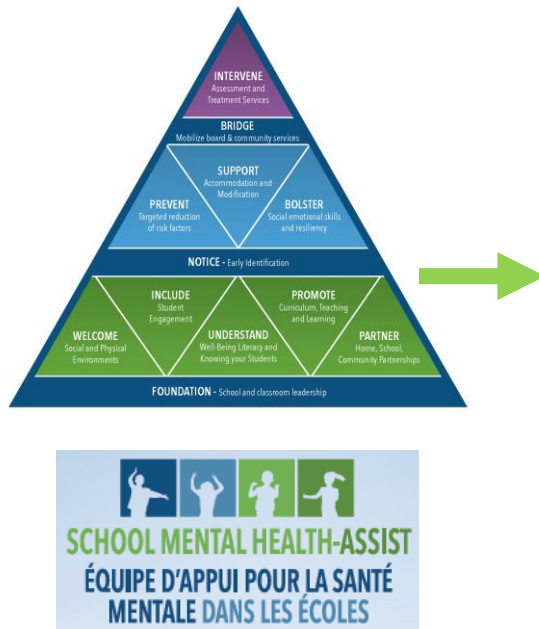 INTERVENE
Assessment and
Treatment Services
BRIDGE
Mobilize board & community services
SUPPORT
Accommodation and
Modification
PREVENT
Targeted reduction
of risk factors
BOLSTER
Social emotional skills
and resiliency
NOTICE - Early Identification
INCLUDE
Student
Engagement
PROMOTE
Curriculum, Teaching
and Learning
WELCOME
Social and Physical
Environments
UNDERSTAND
Well-Being Literacy and
Knowing your Students
PARTNER
Home, School,
Community Partnerships
FOUNDATION - School and classroom leadership
SCHOOL MENTAL HEALTH-ASSIST
ÉQUIPE D'APPUI POUR LA SANTÉ
MENTALE DANS LES ÉCOLES